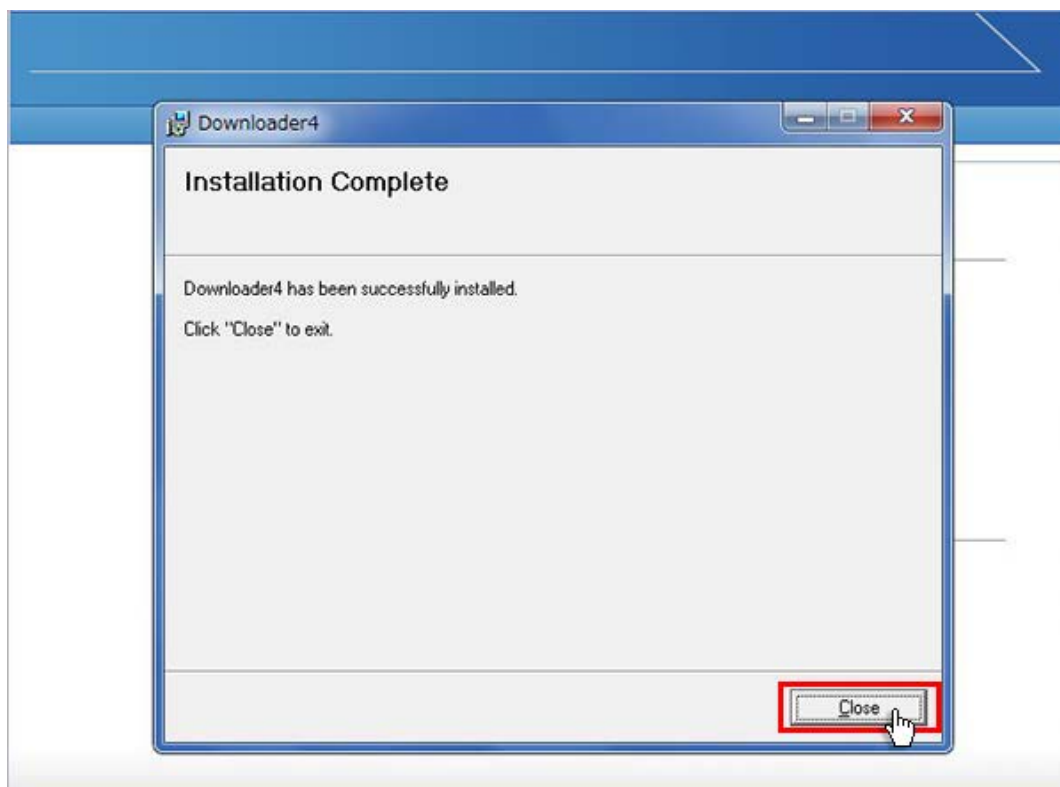 Downloader4
Installation Complete
Downloader4 has been successfully installed.
Click "Close" to exit.
Close